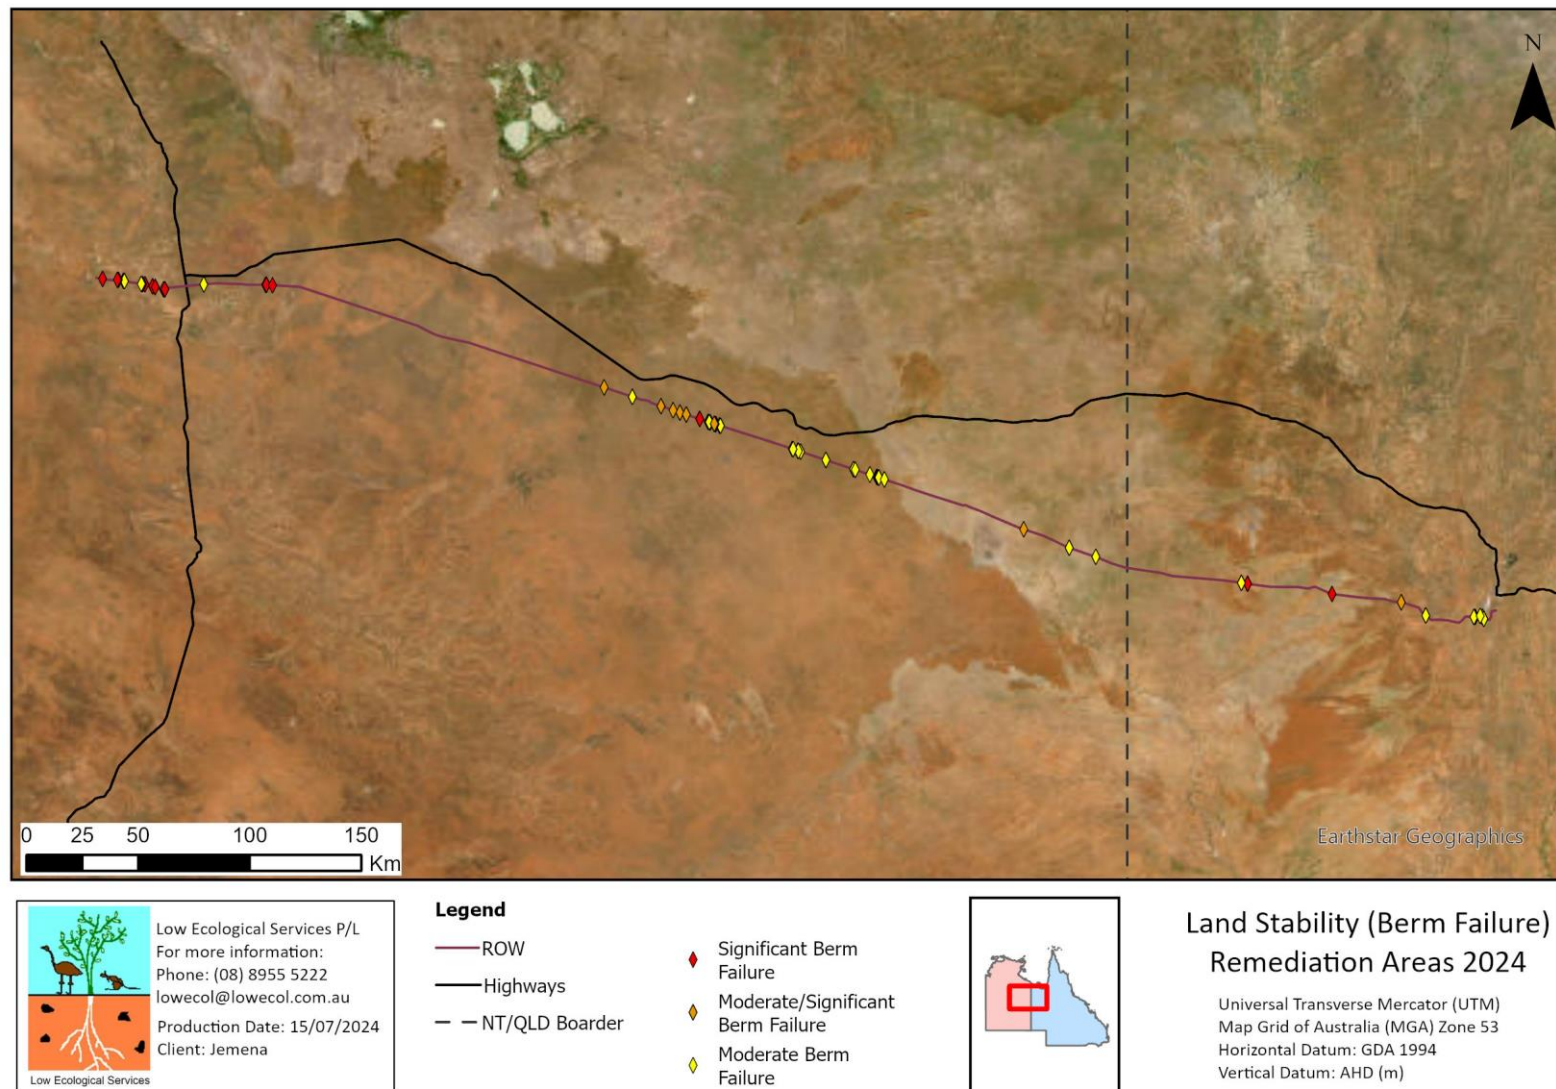 N
0 25 50 100 150
Km
Earthstar Geographics
Low Ecological Services P/L
For more information:
Phone: (08) 8955 5222
lowecol@lowecol.com.au
Production Date: 15/07/2024
Client: Jemena
Low Ecological Services
Legend
ROW
Highways
NT/QLD Boarder
Significant Berm
Failure
Moderate/Significant
Berm Failure
Moderate Berm
Failure
Land Stability (Berm Failure)
Remediation Areas 2024
Universal Transverse Mercator (UTM)
Map Grid of Australia (MGA) Zone 53
Horizontal Datum: GDA 1994
Vertical Datum: AHD (m)